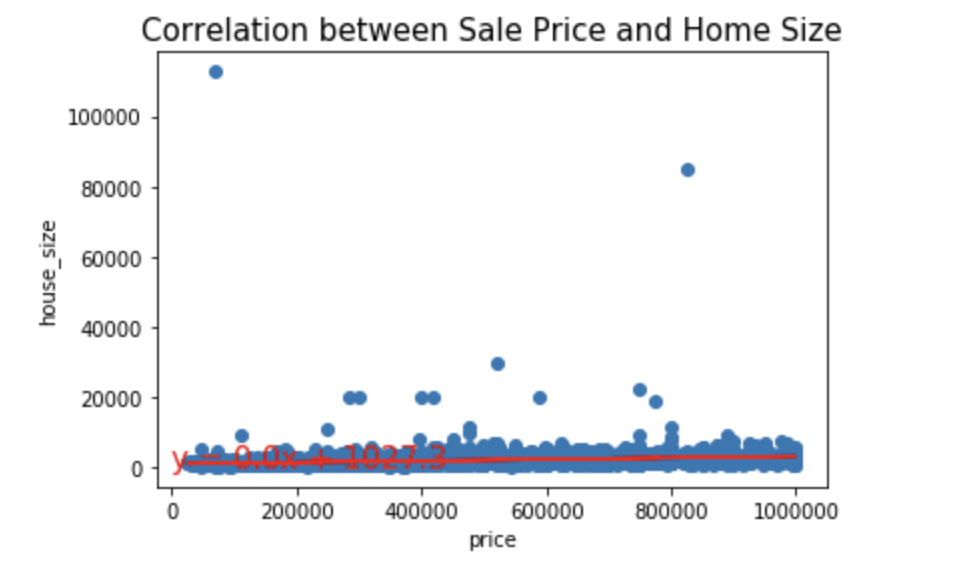 Correlation between Sale Price and Home Size
100000
80000
60000
40000
20000
0
house_size
y = 0.0x + 1027.3
0 200000 400000 600000 800000 1000000
price